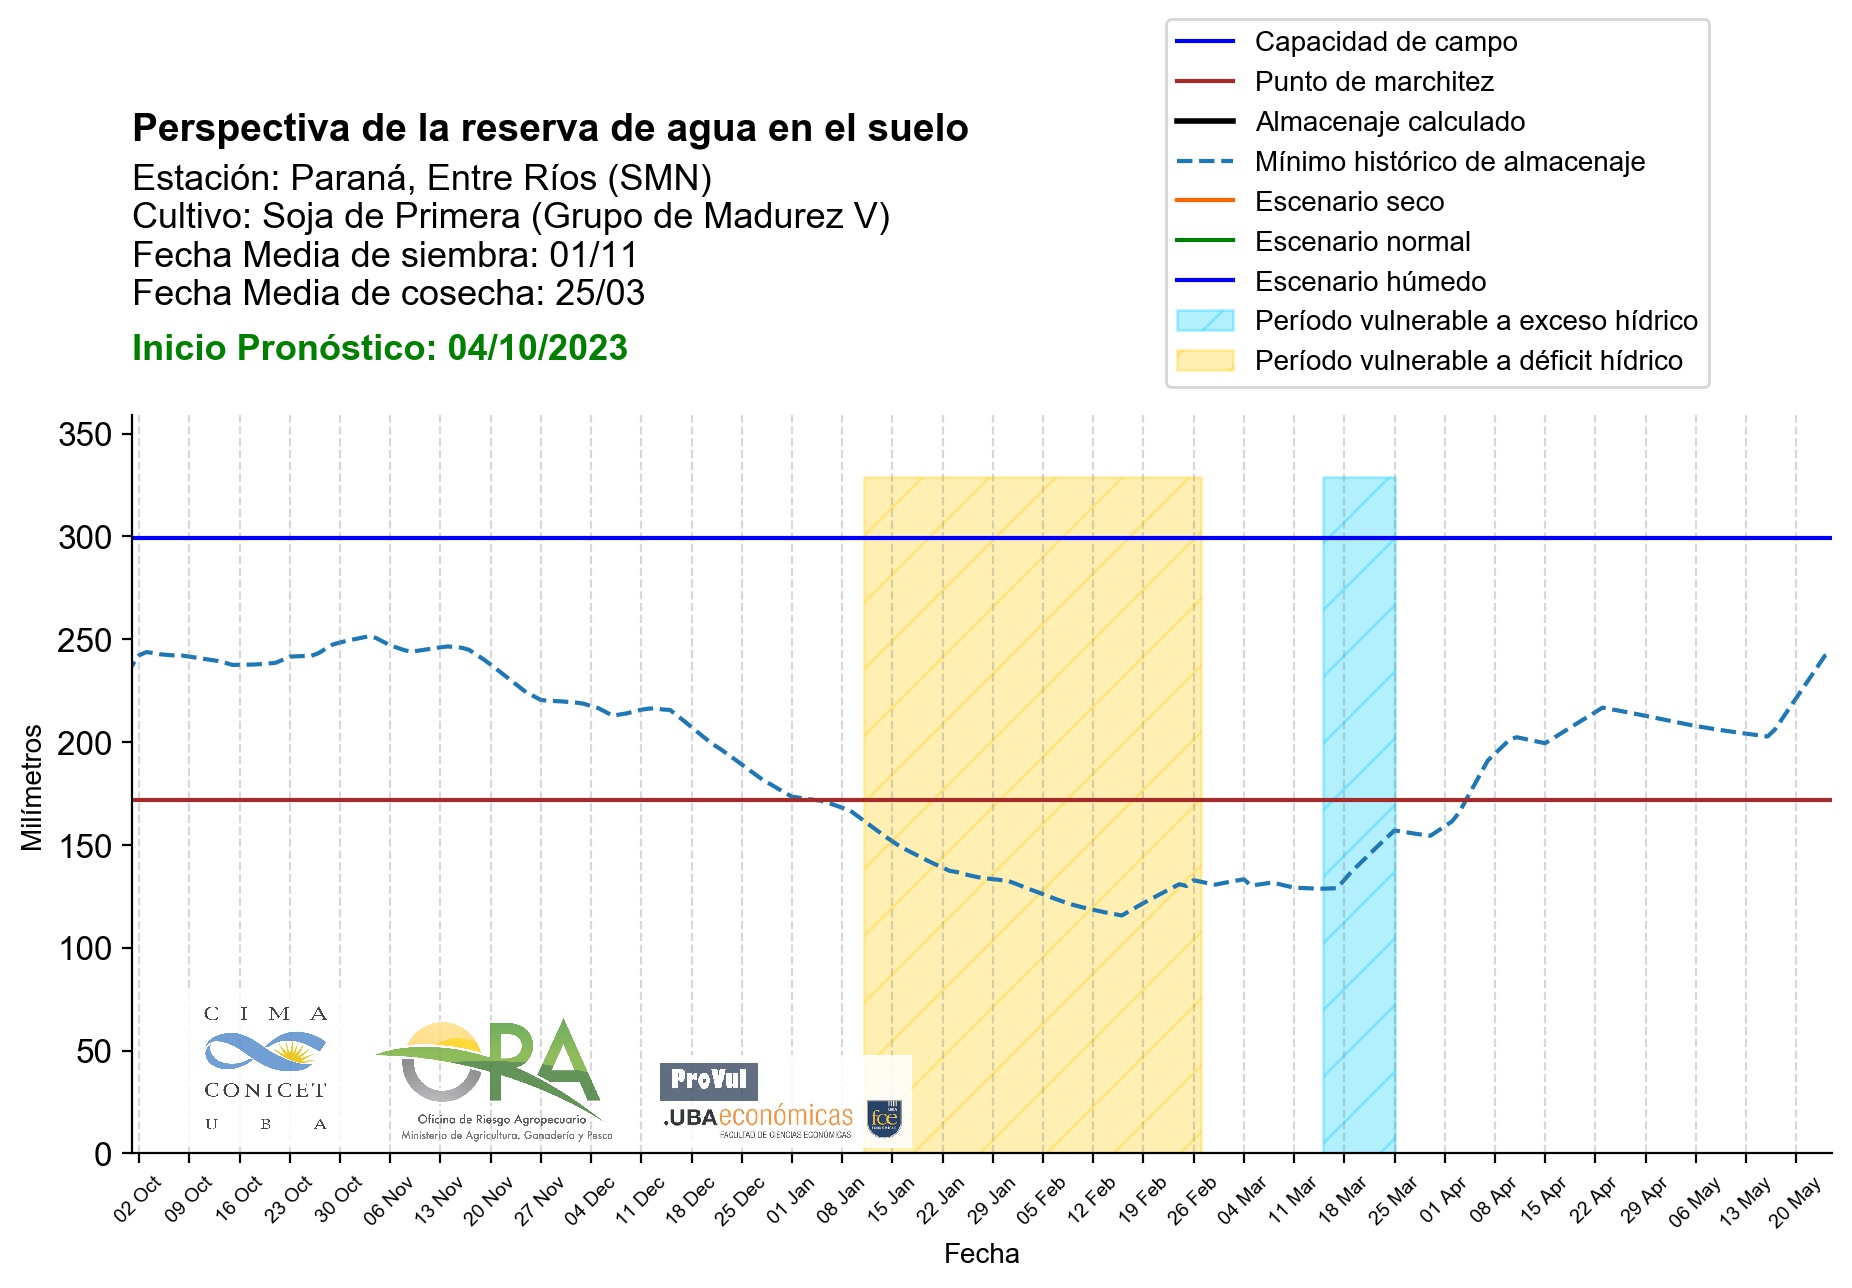 Capacidad de campo
Punto de marchitez
Almacenaje calculado
Mínimo histórico de almacenaje
Escenario seco
Escenario normal
Escenario húmedo
Período vulnerable a exceso hídrico
Período vulnerable a déficit hídrico
Perspectiva de la reserva de agua en el suelo
Estación: Paraná, Entre Ríos (SMN)
Cultivo: Soja de Primera (Grupo de Madurez V)
Fecha Media de siembra: 01/11
Fecha Media de cosecha: 25/03
Inicio Pronóstico: 04/10/2023
350
300
250
200
150
100
50
0
Milímetros
CIMA
CONICET
UBA
ORA
Oficina de Riesgo Agropecuario
Ministerio de Agricultura, Ganadería y Pesca
ProVul
.UBAeconómicas
FACULTAD DE CIENCIAS ECONÓMICAS
UBA
fce
ECONÓMICAS
02 Oct
09 Oct
16 Oct
23 Oct
30 Oct
06 Nov
13 Nov
20 Nov
27 Nov
04 Dec
11 Dec
18 Dec
25 Dec
01 Jan
08 Jan
15 Jan
22 Jan
29 Jan
05 Feb
12 Feb
19 Feb
26 Feb
04 Mar
11 Mar
18 Mar
25 Mar
01 Apr
08 Apr
15 Apr
22 Apr
29 Apr
06 May
13 May
20 May
Fecha